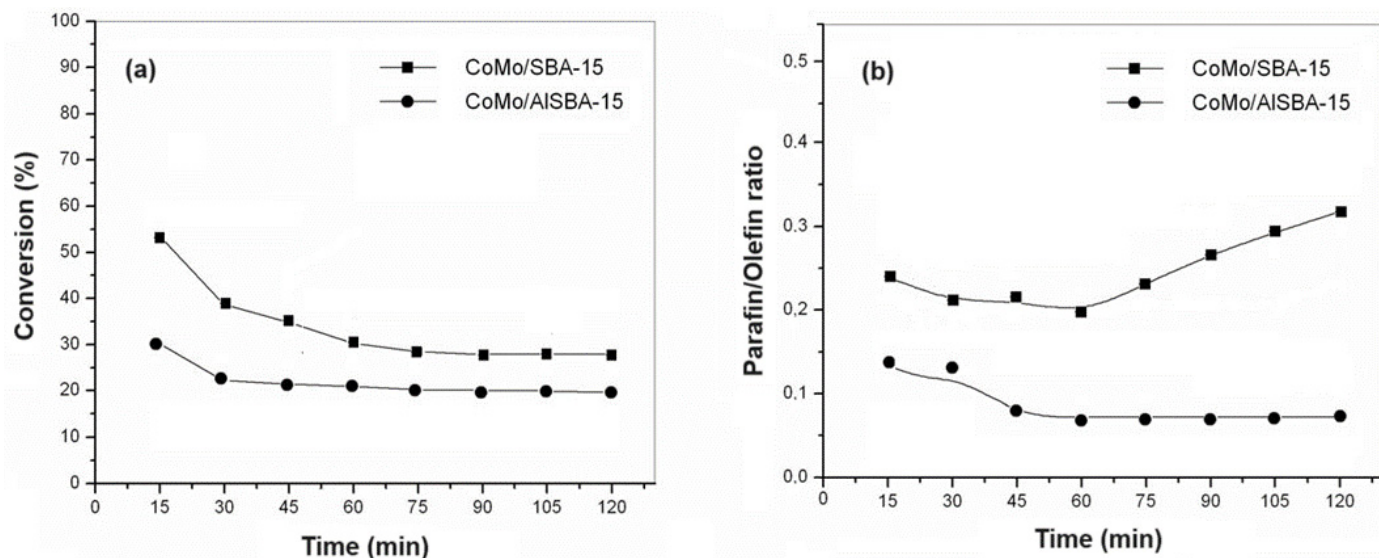 (a)
CoMo/SBA-15
CoMo/AlSBA-15
Conversion (%)
100
90
80
70
60
50
40
30
20
10
0
0 15 30 45 60 75 90 105 120
Time (min)
(b)
CoMo/SBA-15
CoMo/AlSBA-15
Parafin/Olefin ratio
0.5
0.4
0.3
0.2
0.1
0.0
0 15 30 45 60 75 90 105 120
Time (min)